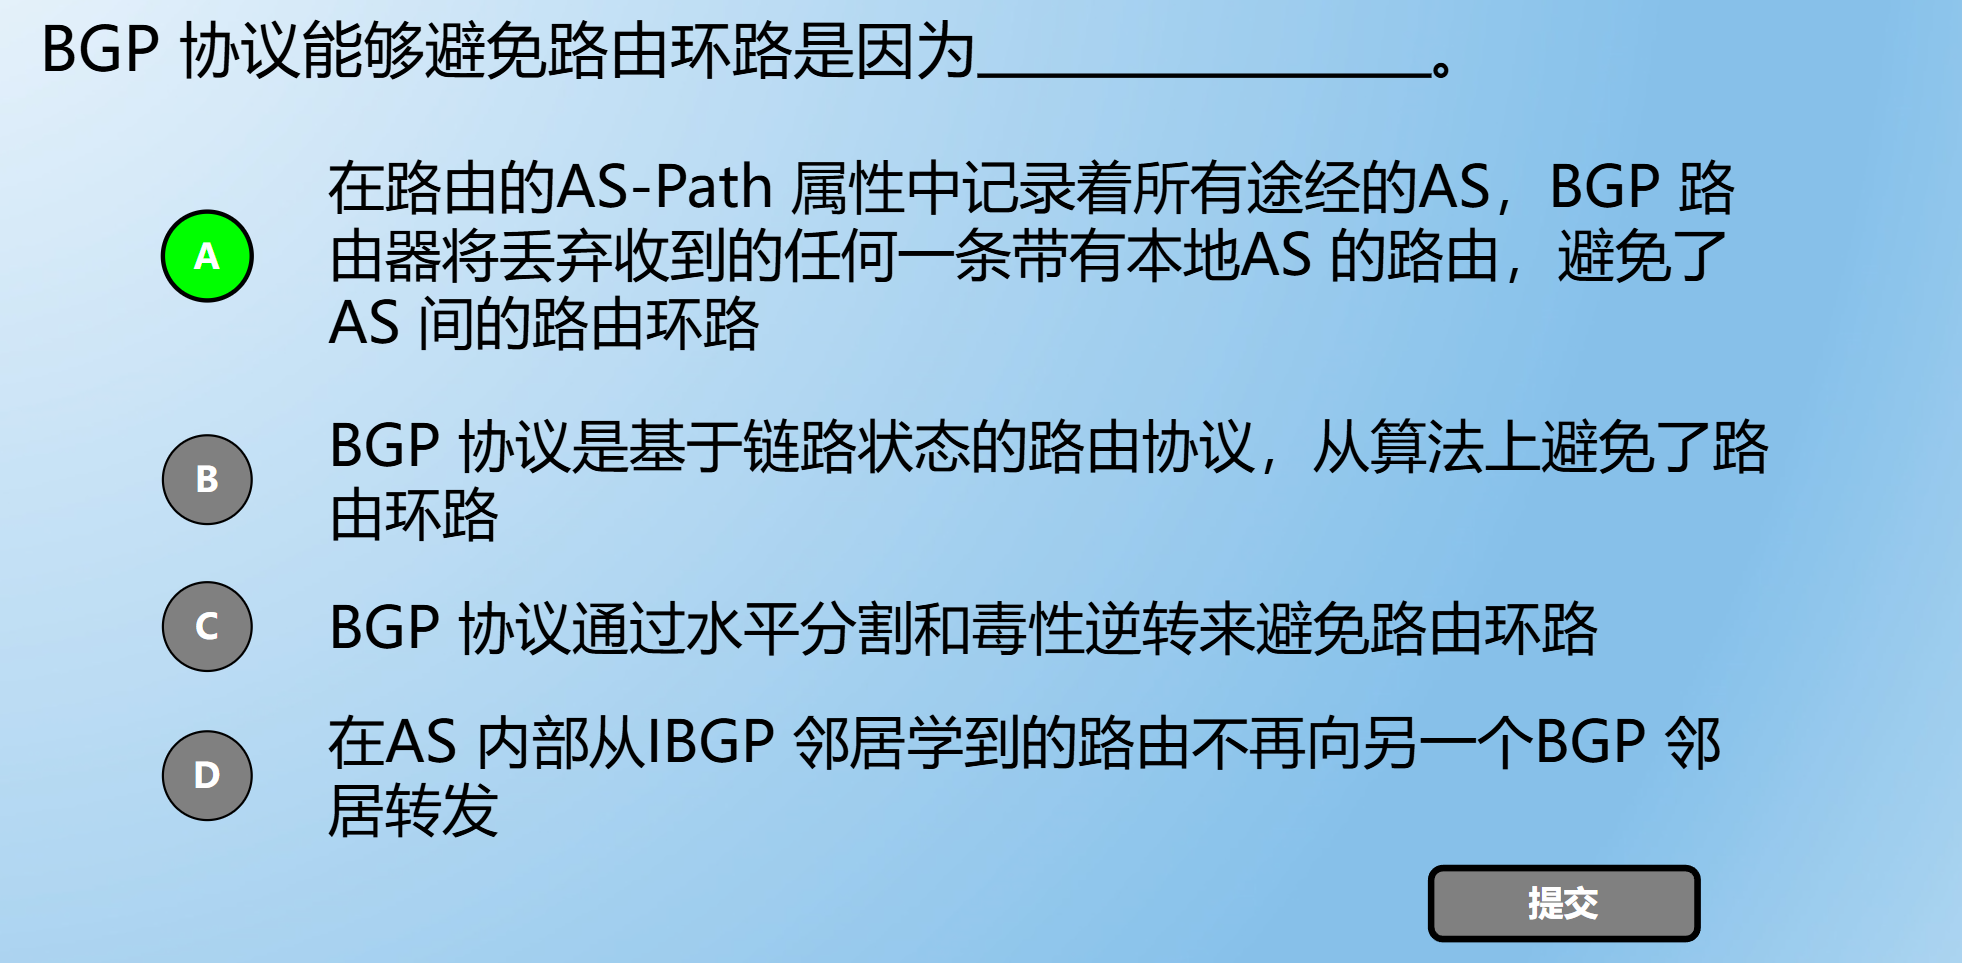 BGP 协议能够避免路由环路是因为________________。
在路由的AS-Path 属性中记录着所有途经的AS，BGP 路
A
由器将丢弃收到的任何一条带有本地AS 的路由，避免了
AS 间的路由环路
BGP 协议是基于链路状态的路由协议，从算法上避免了路
B
由环路
C
BGP 协议通过水平分割和毒性逆转来避免路由环路
在AS 内部从IBGP 邻居学到的路由不再向另一个BGP 邻
D
居转发
提交